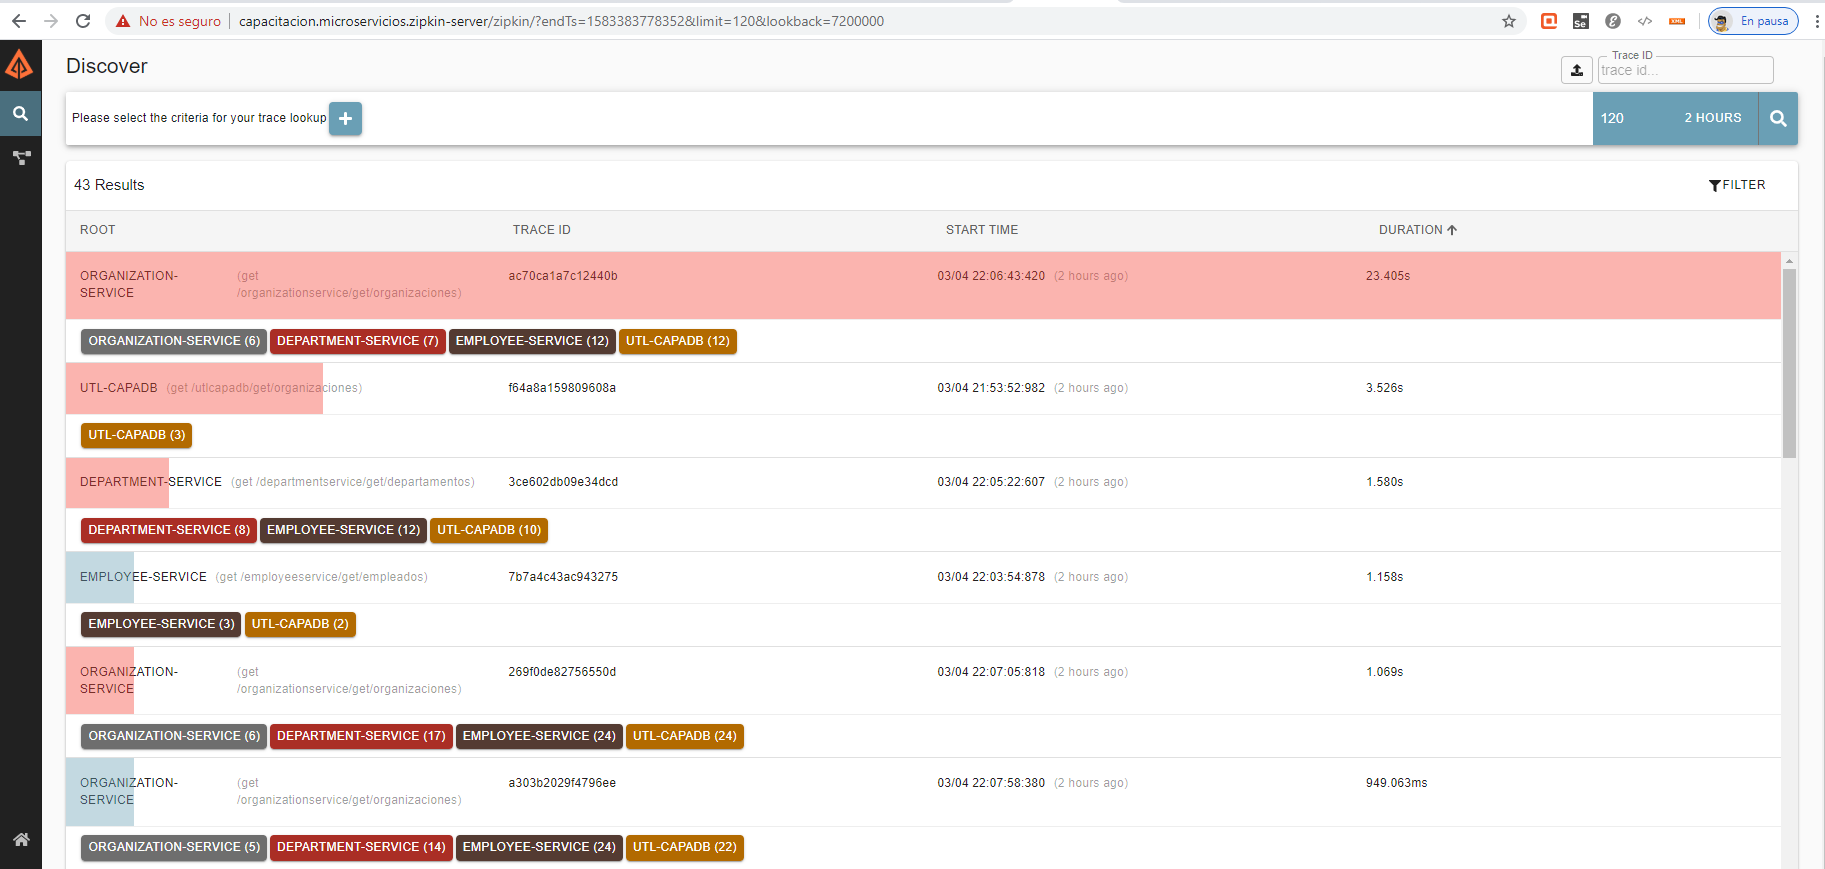 No es seguro
capacitacion.microservicios.zipkin-server/zipkin/?endTs=1583383778352&limit=120&lookback=7200000
Se
XML
En pausa
Discover
Trace ID
trace id...
Please select the criteria for your trace lookup
120
2 HOURS
43 Results
FILTER
ROOT TRACE ID START TIME DURATION
ORGANIZATION- (get ac70ca1a7c12440b 03/04 22:06:43:420 (2 hours ago) 23.405s
SERVICE /organizationservice/get/organizaciones)
ORGANIZATION-SERVICE (6) DEPARTMENT-SERVICE (7) EMPLOYEE-SERVICE (12) UTL-CAPADB (12)
UTL-CAPADB (get /utlcapadb/get/organizaciones) f64a8a159809608a 03/04 21:53:52:982 (2 hours ago) 3.526s
UTL-CAPADB (3)
DEPARTMENT-SERVICE (get /departmentservice/get/departamentos) 3ce602db09e34dcd 03/04 22:05:22:607 (2 hours ago) 1.580s
DEPARTMENT-SERVICE (8) EMPLOYEE-SERVICE (12) UTL-CAPADB (10)
EMPLOYEE-SERVICE (get /employeeservice/get/empleados) 7b7a4c43ac943275 03/04 22:03:54:878 (2 hours ago) 1.158s
EMPLOYEE-SERVICE (3) UTL-CAPADB (2)
ORGANIZATION- (get 269f0de82756550d 03/04 22:07:05:818 (2 hours ago) 1.069s
SERVICE /organizationservice/get/organizaciones)
ORGANIZATION-SERVICE (6) DEPARTMENT-SERVICE (17) EMPLOYEE-SERVICE (24) UTL-CAPADB (24)
ORGANIZATION- (get a303b2029f4796ee 03/04 22:07:58:380 (2 hours ago) 949.063ms
SERVICE /organizationservice/get/organizaciones)
ORGANIZATION-SERVICE (5) DEPARTMENT-SERVICE (14) EMPLOYEE-SERVICE (24) UTL-CAPADB (22)